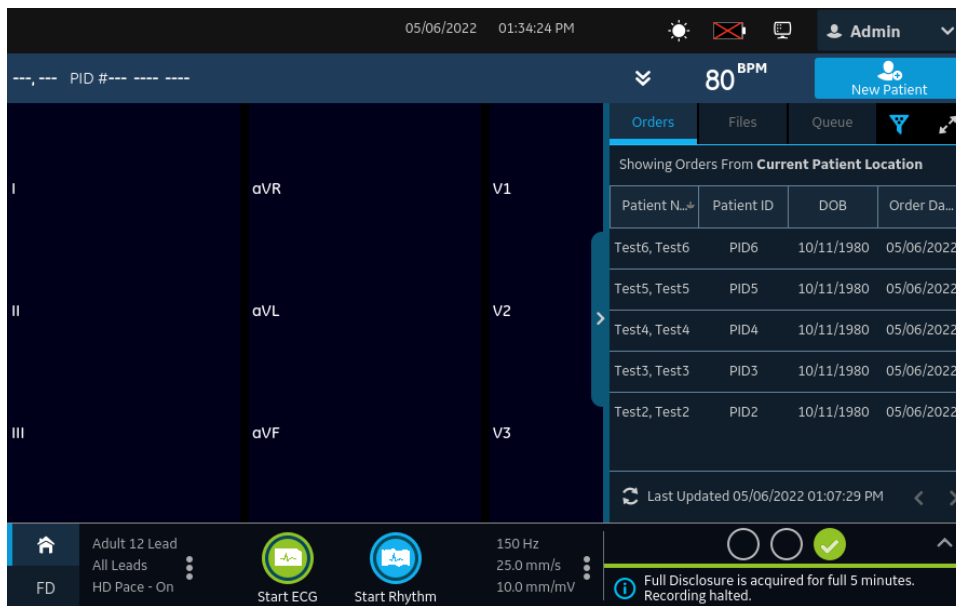 05/06/2022 01:34:24 PM
Admin
---, --- PID #--- ---- ----
80 BPM
New Patient
Orders Files Queue
Showing Orders From Current Patient Location
Patient N... Patient ID DOB Order Da...
Test6, Test6 PID6 10/11/1980 05/06/2022
Test5, Test5 PID5 10/11/1980 05/06/2022
Test4, Test4 PID4 10/11/1980 05/06/2022
Test3, Test3 PID3 10/11/1980 05/06/2022
Test2, Test2 PID2 10/11/1980 05/06/2022
Last Updated 05/06/2022 01:07:29 PM
I aVR V1
II aVL V2
III aVF V3
FD
Adult 12 Lead
All Leads
HD Pace - On
Start ECG
Start Rhythm
150 Hz
25.0 mm/s
10.0 mm/mV
Full Disclosure is acquired for full 5 minutes.
Recording halted.